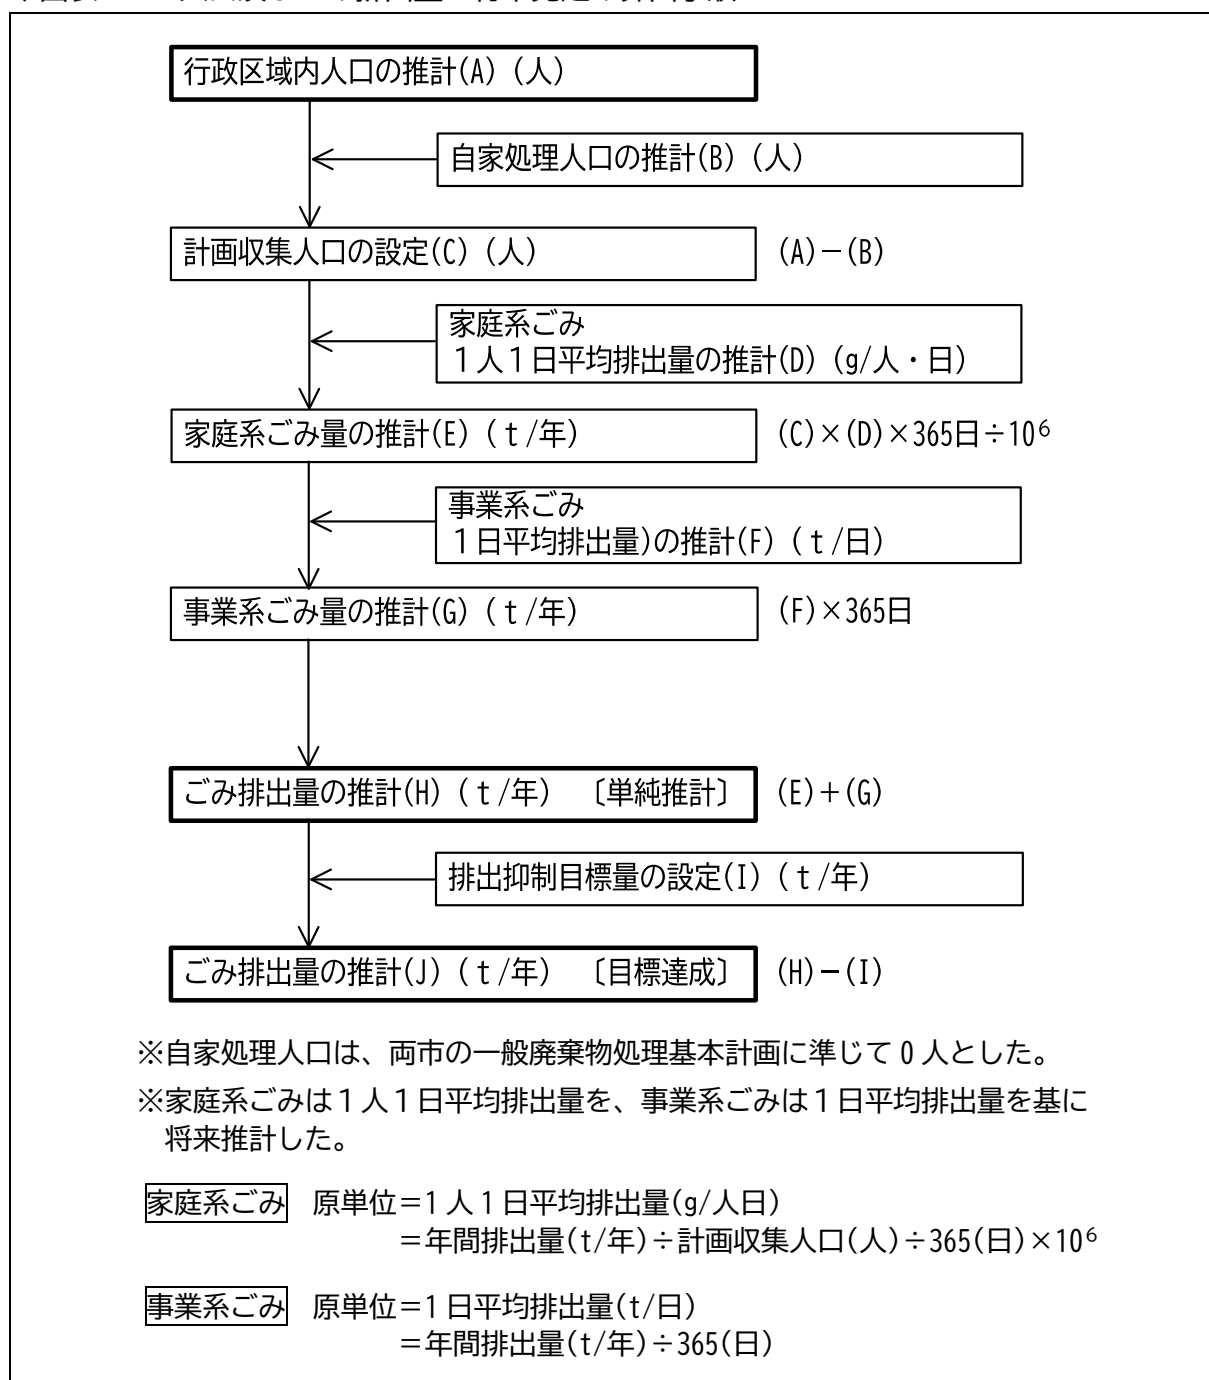 行政区域内人口の推計(A)（人）
自家処理人口の推計(B)（人）
計画収集人口の設定(C)（人）　(A)－(B)
家庭系ごみ
１人１日平均排出量の推計(D)（g/人・日）
家庭系ごみ量の推計(E)（ｔ/年）　(C)×(D)×365日÷10⁶
事業系ごみ
１日平均排出量)の推計(F)（ｔ/日）
事業系ごみ量の推計(G)（ｔ/年）　(F)×365日
ごみ排出量の推計(H)（ｔ/年）　〔単純推計〕　(E)＋(G)
排出抑制目標量の設定(I)（ｔ/年）
ごみ排出量の推計(J)（ｔ/年）　〔目標達成〕　(H)－(I)
※自家処理人口は、両市の一般廃棄物処理基本計画に準じて0人とした。
※家庭系ごみは１人１日平均排出量を、事業系ごみは１日平均排出量を基に
将来推計した。
家庭系ごみ　原単位＝1人1日平均排出量(g/人日)
＝年間排出量(t/年)÷計画収集人口(人)÷365(日)×10⁶
事業系ごみ　原単位＝1日平均排出量(t/日)
＝年間排出量(t/年)÷365(日)